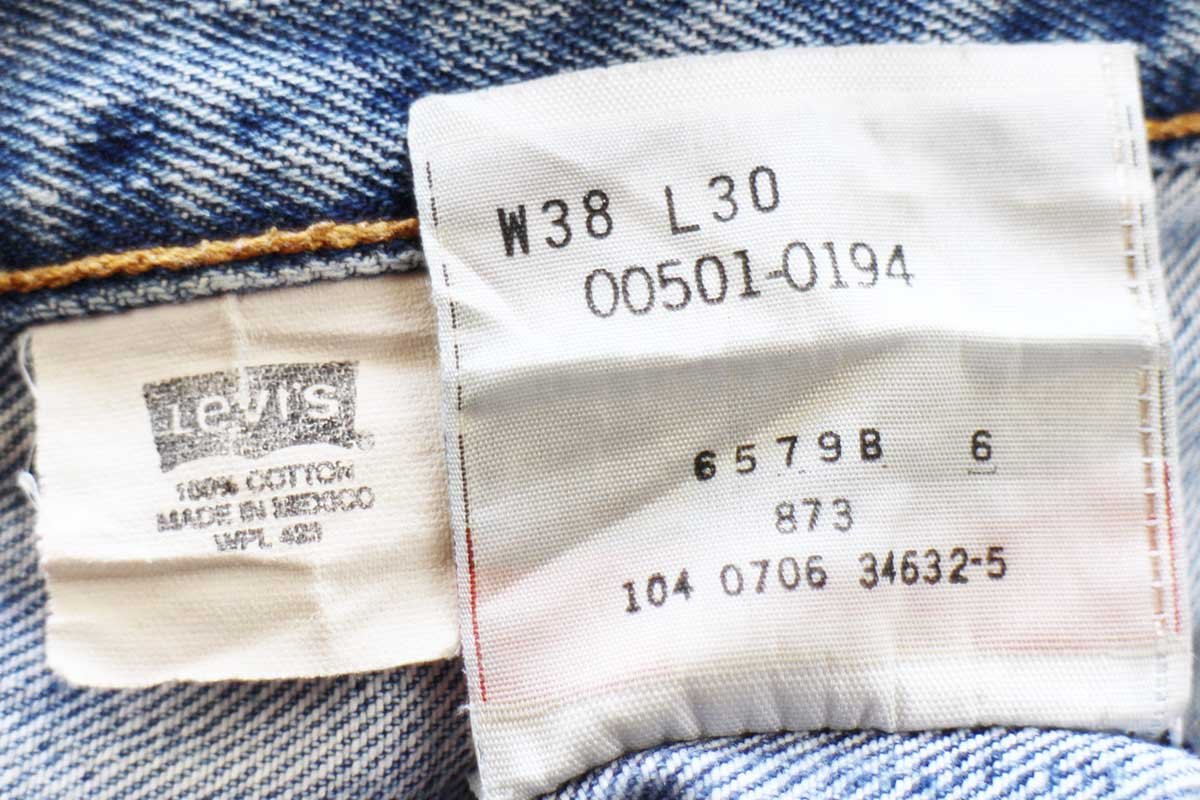 Levi's
100% COTTON
MADE IN MEXICO
WPL 423
W38 L30
00501-0194
6579B 6
873
104 0706 34632-5